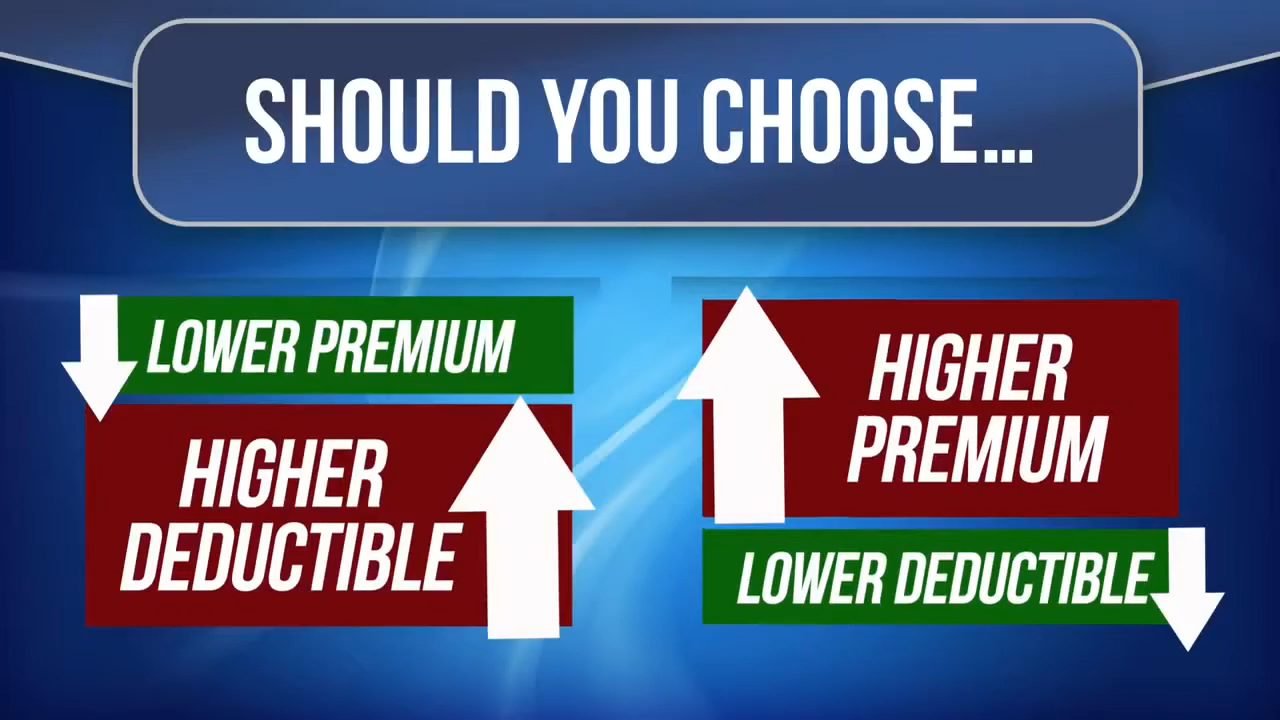 SHOULD YOU CHOOSE...
LOWER PREMIUM
HIGHER
DEDUCTIBLE
HIGHER
PREMIUM
LOWER DEDUCTIBLE